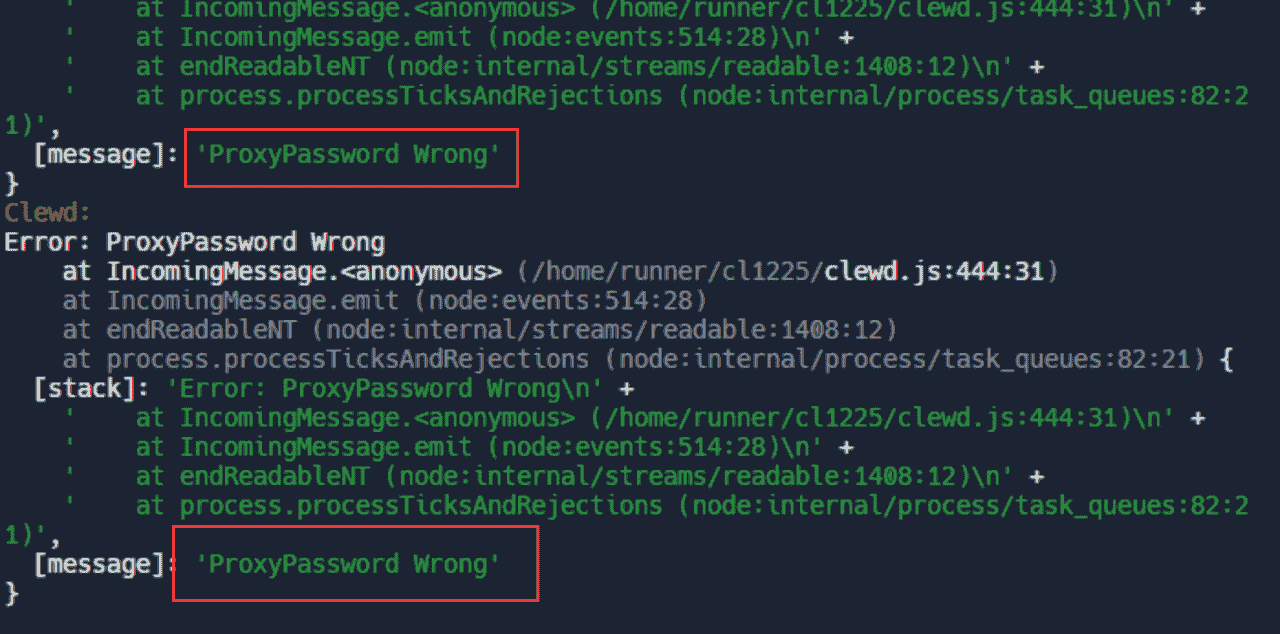 '     at IncomingMessage.<anonymous> (/home/runner/cl1225/clewd.js:444:31)\n' +
'     at IncomingMessage.emit (node:events:514:28)\n' +
'     at endReadableNT (node:internal/streams/readable:1408:12)\n' +
'     at process.processTicksAndRejections (node:internal/process/task_queues:82:2
1)',
[message]: 'ProxyPassword Wrong'
}
Clewd:
Error: ProxyPassword Wrong
    at IncomingMessage.<anonymous> (/home/runner/cl1225/clewd.js:444:31)
    at IncomingMessage.emit (node:events:514:28)
    at endReadableNT (node:internal/streams/readable:1408:12)
    at process.processTicksAndRejections (node:internal/process/task_queues:82:21) {
  [stack]: 'Error: ProxyPassword Wrong\n' +
'     at IncomingMessage.<anonymous> (/home/runner/cl1225/clewd.js:444:31)\n' +
'     at IncomingMessage.emit (node:events:514:28)\n' +
'     at endReadableNT (node:internal/streams/readable:1408:12)\n' +
'     at process.processTicksAndRejections (node:internal/process/task_queues:82:2
1)',
  [message]: 'ProxyPassword Wrong'
}